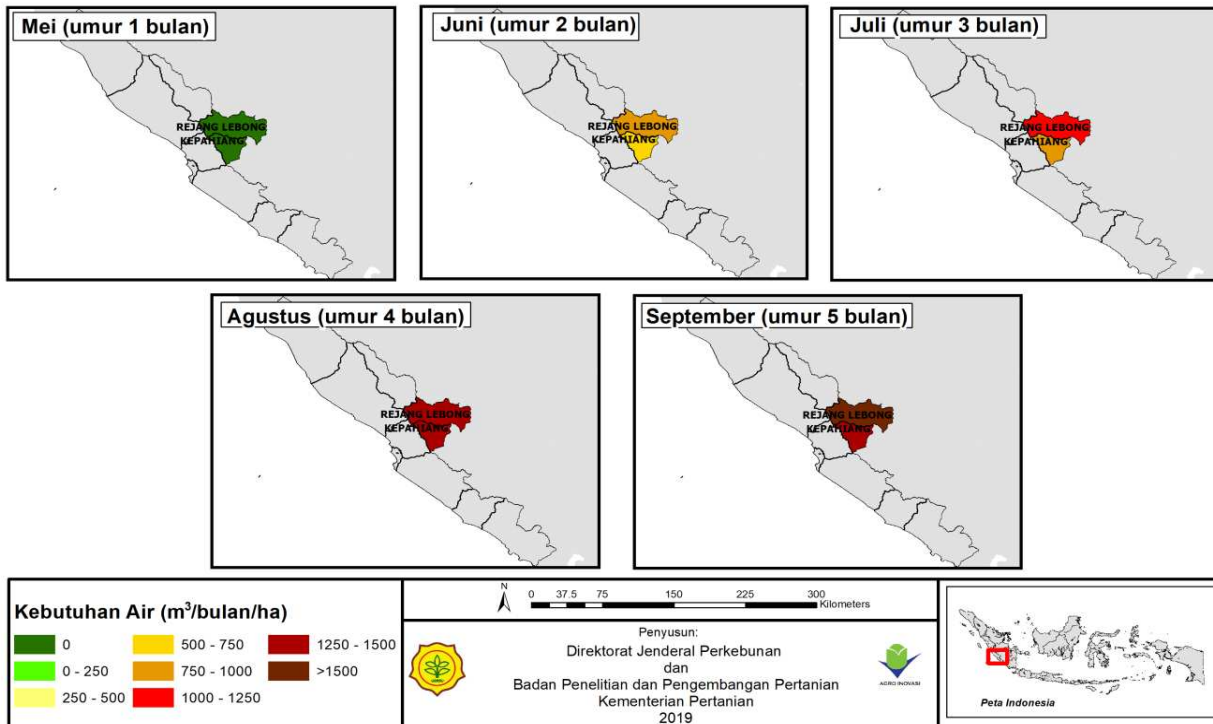 Mei (umur 1 bulan)
REJANG LEBONG
KEPAHIANG
Juni (umur 2 bulan)
REJANG LEBONG
KEPAHIANG
Juli (umur 3 bulan)
REJANG LEBONG
KEPAHIANG
Agustus (umur 4 bulan)
REJANG LEBONG
KEPAHIANG
September (umur 5 bulan)
REJANG LEBONG
KEPAHIANG
Kebutuhan Air (m³/bulan/ha)
0
0 - 250
250 - 500
500 - 750
750 - 1000
1000 - 1250
1250 - 1500
>1500
N
0 37.5 75 150 225 300
Kilometers
Penyusun:
Direktorat Jenderal Perkebunan
dan
Badan Penelitian dan Pengembangan Pertanian
Kementerian Pertanian
2019
AGRO INOVASI
Peta Indonesia